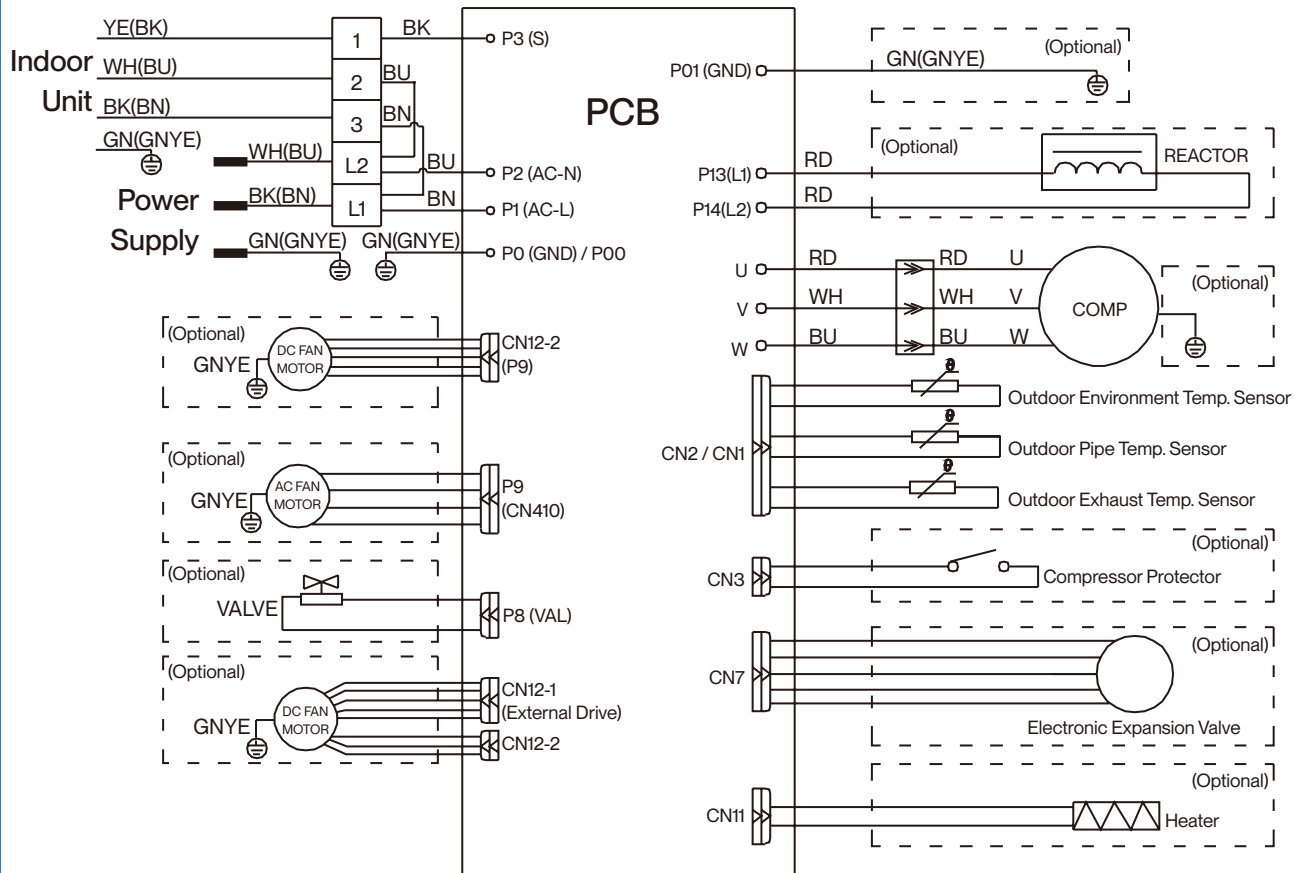 YE(BK)
1
BK
P3 (S)
Indoor
Unit
WH(BU)
2
BU
BK(BN)
3
BN
GN(GNYE)
WH(BU)
L2
BU
P2 (AC-N)
Power
Supply
BK(BN)
L1
BN
P1 (AC-L)
GN(GNYE)
GN(GNYE)
P0 (GND) / P00
PCB
(Optional)
DC FAN
MOTOR
GNYE
CN12-2
(P9)
(Optional)
AC FAN
MOTOR
GNYE
P9
(CN410)
(Optional)
VALVE
P8 (VAL)
(Optional)
DC FAN
MOTOR
GNYE
CN12-1
(External Drive)
CN12-2
P01 (GND)
GN(GNYE)
(Optional)
(Optional)
P13(L1)
RD
REACTOR
P14(L2)
RD
U
RD
RD
U
V
WH
WH
V
W
BU
BU
W
COMP
(Optional)
CN2 / CN1
θ
Outdoor Environment Temp. Sensor
θ
Outdoor Pipe Temp. Sensor
θ
Outdoor Exhaust Temp. Sensor
(Optional)
CN3
Compressor Protector
(Optional)
CN7
Electronic Expansion Valve
(Optional)
CN11
Heater